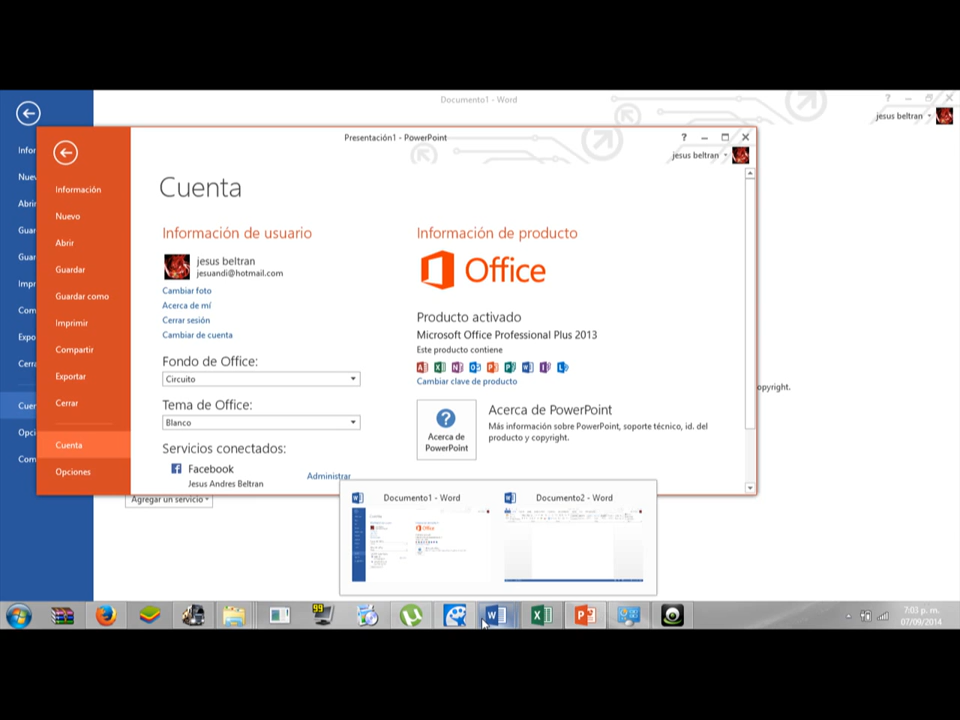 Documento1 - Word
? 
jesus beltran
Infor
Nuev
Abrir
Guar
Guar
Impr
Com
Expo
Cerra
Cuen
Opci
Com
opyright.
Agregar un servicio
Presentación1 - PowerPoint
?
jesus beltran
Información
Nuevo
Abrir
Guardar
Guardar como
Imprimir
Compartir
Exportar
Cerrar
Cuenta
Opciones
Cuenta
Información de usuario
jesus beltran
jesuandi@hotmail.com
Cambiar foto
Acerca de mí
Cerrar sesión
Cambiar de cuenta
Fondo de Office:
Circuito
Tema de Office:
Blanco
Servicios conectados:
Facebook
Jesus Andres Beltran
Administrar
Información de producto
Office
Producto activado
Microsoft Office Professional Plus 2013
Este producto contiene
Cambiar clave de producto
?
Acerca de
PowerPoint
Acerca de PowerPoint
Más información sobre PowerPoint, soporte técnico, id. del
producto y copyright.
Documento1 - Word
Documento2 - Word
Office
99
7:03 p. m.
07/09/2014